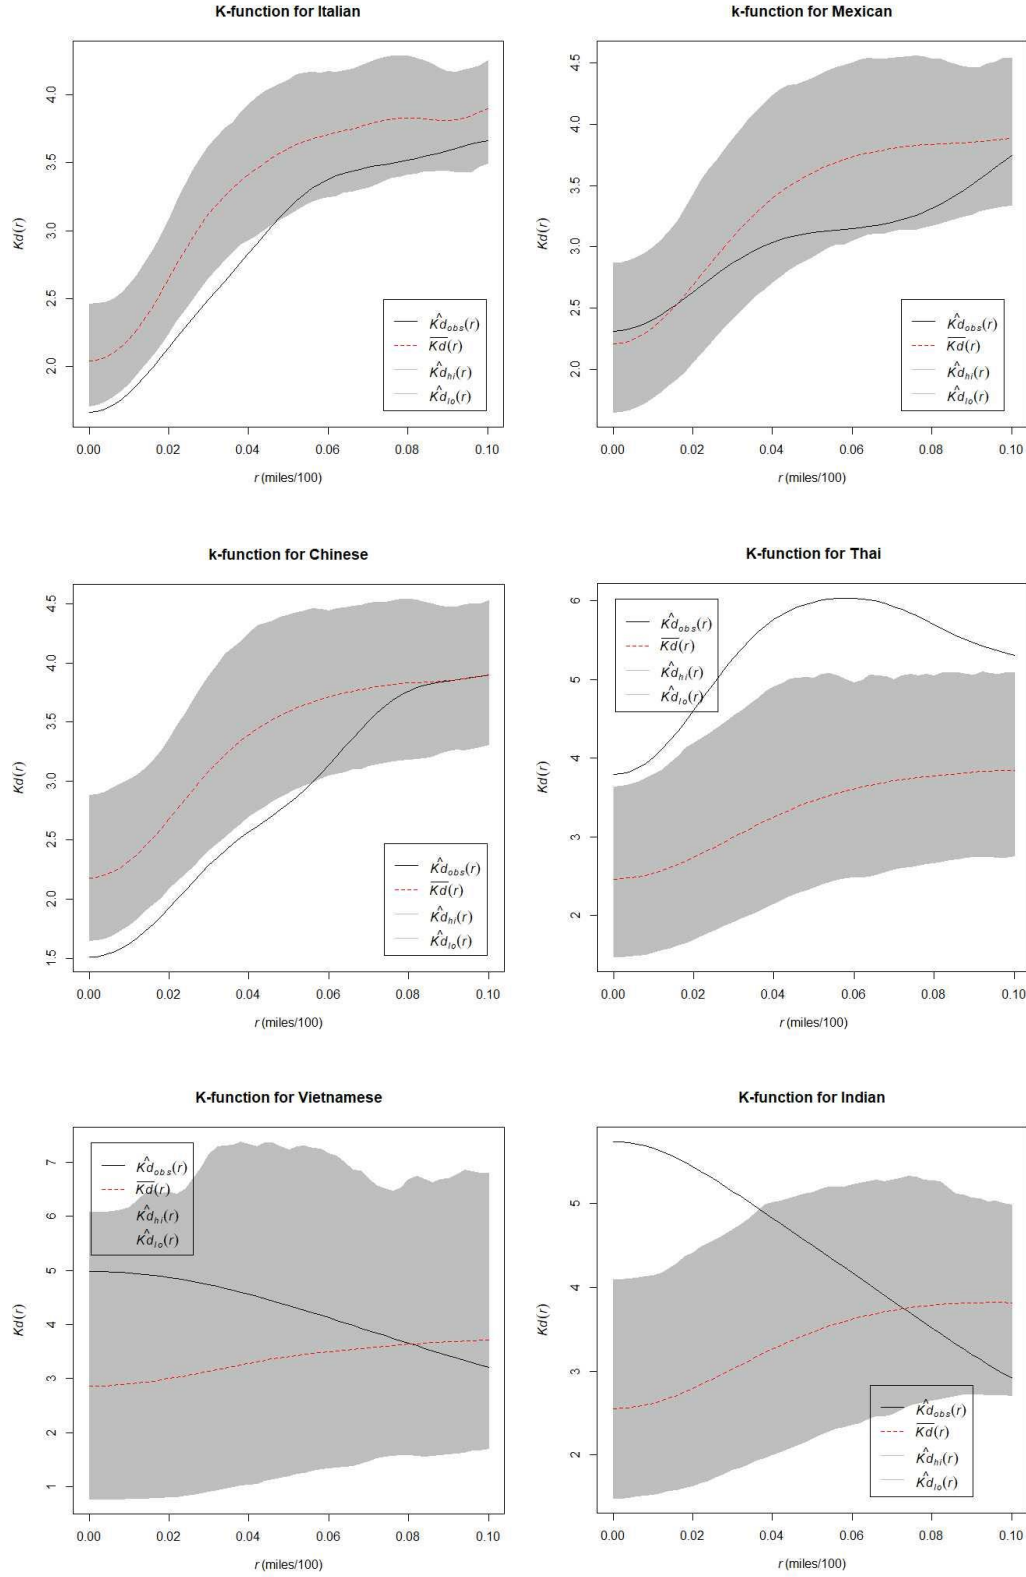 K-function for Italian
4.0
3.5
3.0
2.5
2.0
Kd(r)
K̂d_obs(r)
K̄d̄(r)
K̂d_hi(r)
K̂d_lo(r)
0.00 0.02 0.04 0.06 0.08 0.10
r (miles/100)
k-function for Mexican
4.5
4.0
3.5
3.0
2.5
2.0
Kd(r)
K̂d_obs(r)
K̄d̄(r)
K̂d_hi(r)
K̂d_lo(r)
0.00 0.02 0.04 0.06 0.08 0.10
r (miles/100)
k-function for Chinese
4.5
4.0
3.5
3.0
2.5
2.0
1.5
Kd(r)
K̂d_obs(r)
K̄d̄(r)
K̂d_hi(r)
K̂d_lo(r)
0.00 0.02 0.04 0.06 0.08 0.10
r (miles/100)
K-function for Thai
6
5
4
3
2
Kd(r)
K̂d_obs(r)
K̄d̄(r)
K̂d_hi(r)
K̂d_lo(r)
0.00 0.02 0.04 0.06 0.08 0.10
r (miles/100)
K-function for Vietnamese
7
6
5
4
3
2
1
Kd(r)
K̂d_obs(r)
K̄d̄(r)
K̂d_hi(r)
K̂d_lo(r)
0.00 0.02 0.04 0.06 0.08 0.10
r (miles/100)
K-function for Indian
5
4
3
2
Kd(r)
K̂d_obs(r)
K̄d̄(r)
K̂d_hi(r)
K̂d_lo(r)
0.00 0.02 0.04 0.06 0.08 0.10
r (miles/100)